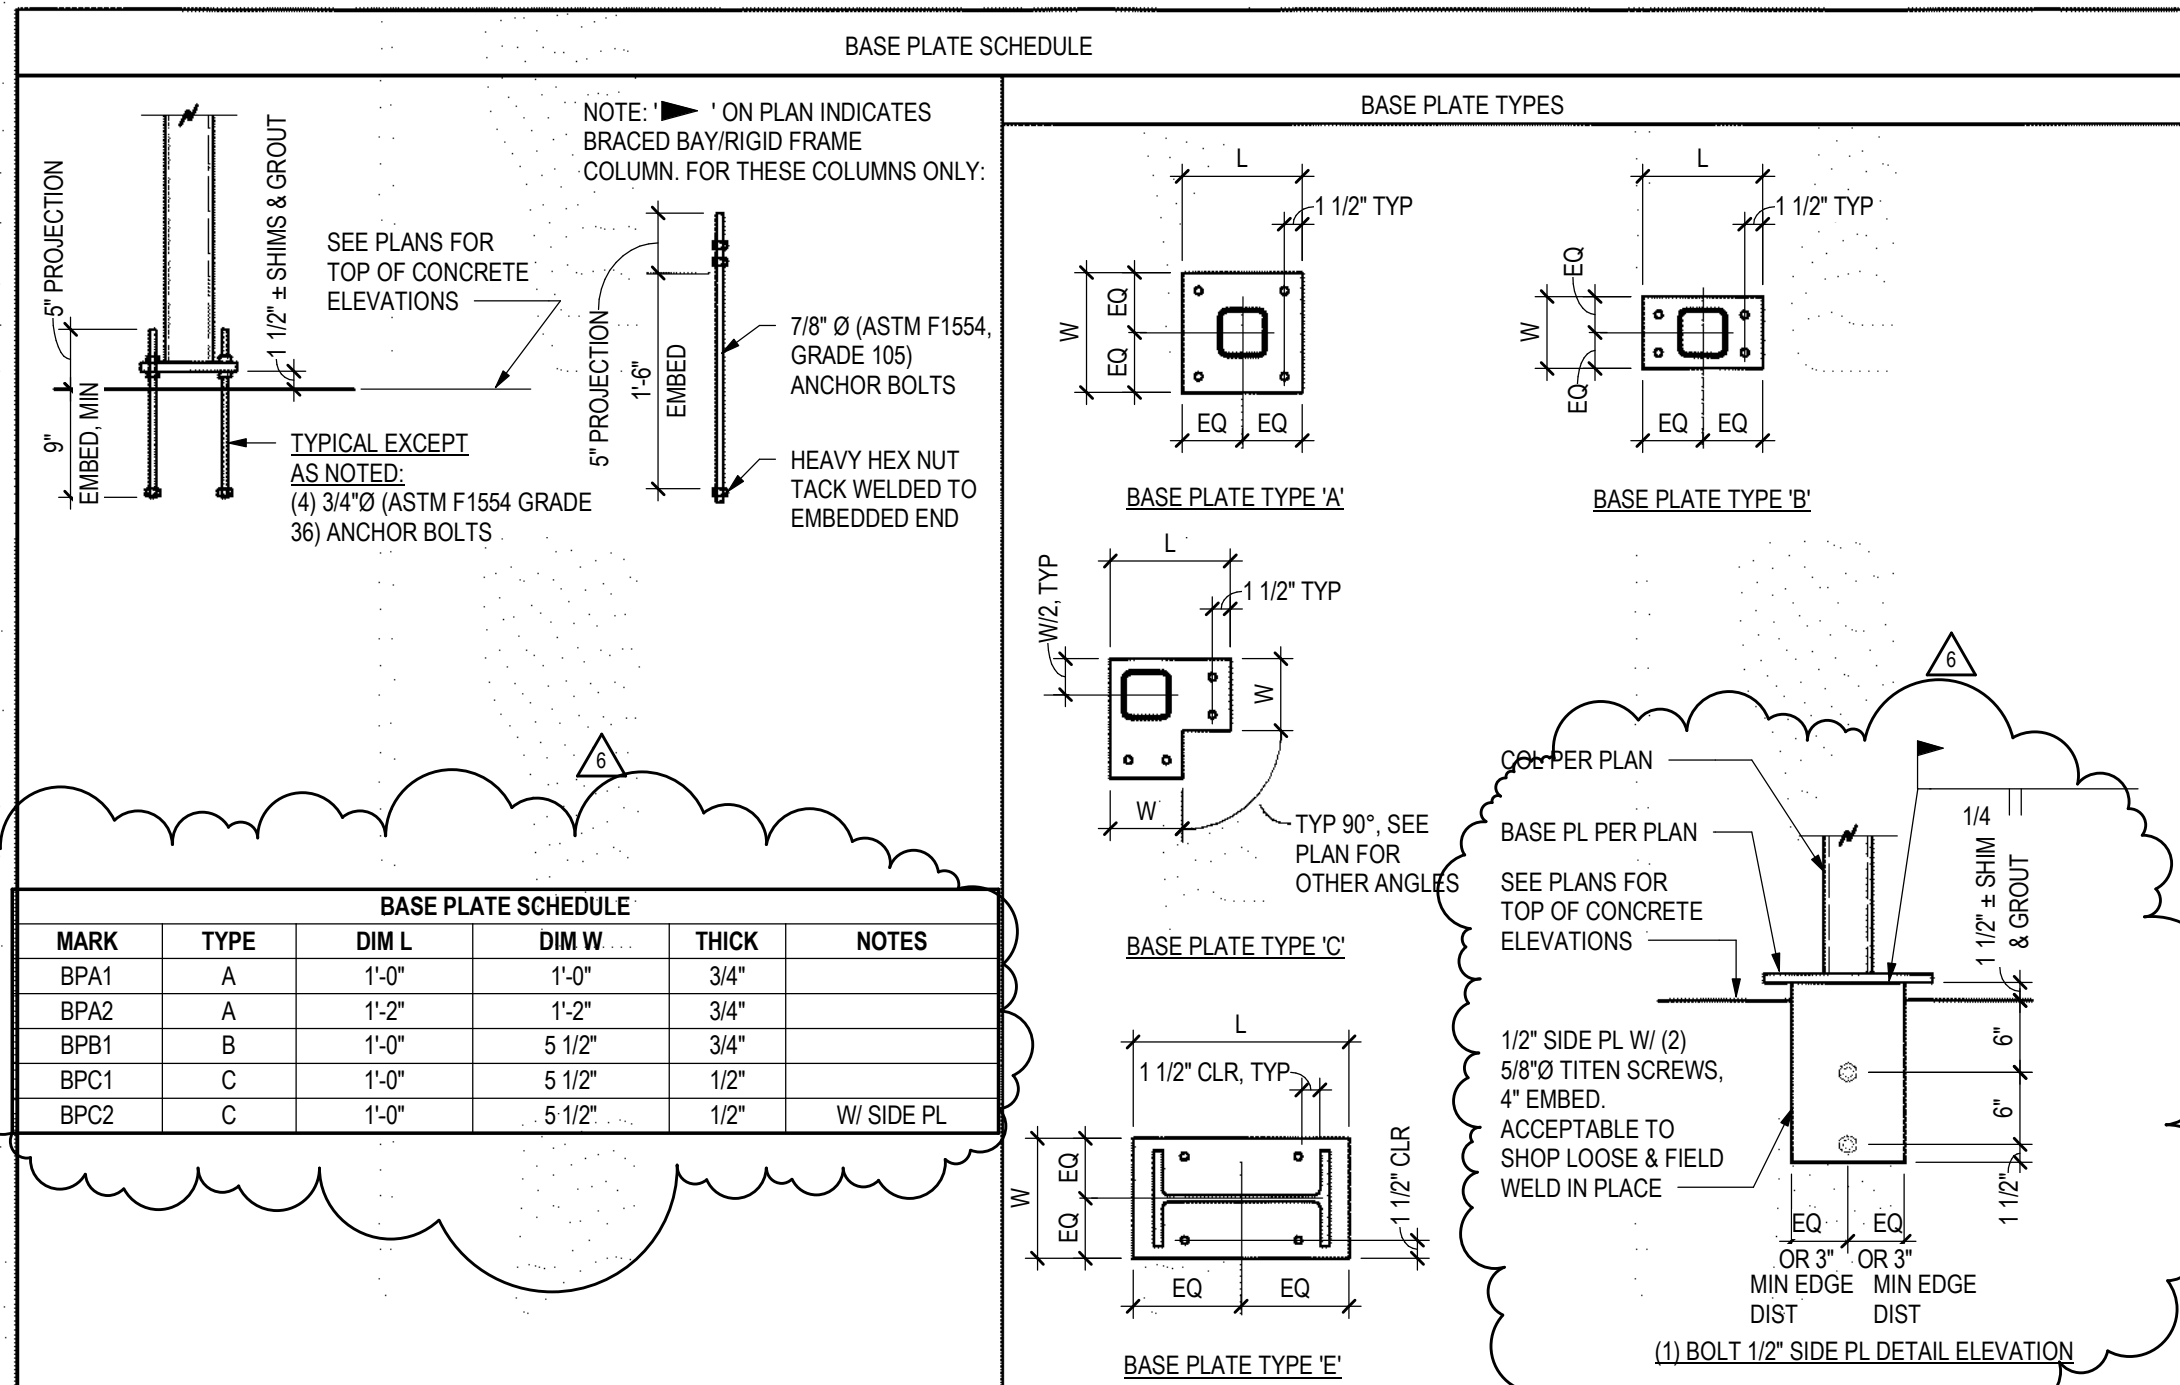 BASE PLATE SCHEDULE
5" PROJECTION
9"
EMBED, MIN
1 1/2" ± SHIMS & GROUT
SEE PLANS FOR
TOP OF CONCRETE
ELEVATIONS
TYPICAL EXCEPT
AS NOTED:
(4) 3/4"Ø (ASTM F1554 GRADE
36) ANCHOR BOLTS
NOTE: ' ' ON PLAN INDICATES
BRACED BAY/RIGID FRAME
COLUMN. FOR THESE COLUMNS ONLY:
5" PROJECTION
1'-6"
EMBED
7/8" Ø (ASTM F1554,
GRADE 105)
ANCHOR BOLTS
HEAVY HEX NUT
TACK WELDED TO
EMBEDDED END
6
BASE PLATE SCHEDULE
MARK TYPE DIM L DIM W THICK NOTES
BPA1 A 1'-0" 1'-0" 3/4"
BPA2 A 1'-2" 1'-2" 3/4"
BPB1 B 1'-0" 5 1/2" 3/4"
BPC1 C 1'-0" 5 1/2" 1/2"
BPC2 C 1'-0" 5 1/2" 1/2" W/ SIDE PL
BASE PLATE TYPES
L
1 1/2" TYP
W
EQ
EQ
EQ EQ
BASE PLATE TYPE 'A'
L
1 1/2" TYP
EQ
W
EQ
EQ EQ
BASE PLATE TYPE 'B'
L
W/2, TYP
1 1/2" TYP
W
W
TYP 90°, SEE
PLAN FOR
OTHER ANGLES
BASE PLATE TYPE 'C'
L
1 1/2" CLR, TYP
W
EQ
EQ
1 1/2" CLR
EQ EQ
BASE PLATE TYPE 'E'
6
COL PER PLAN
BASE PL PER PLAN
SEE PLANS FOR
TOP OF CONCRETE
ELEVATIONS
1/4
1 1/2" ± SHIM
& GROUT
1/2" SIDE PL W/ (2)
5/8"Ø TITEN SCREWS,
4" EMBED.
ACCEPTABLE TO
SHOP LOOSE & FIELD
WELD IN PLACE
6"
6"
1 1/2"
EQ EQ
OR 3" OR 3"
MIN EDGE MIN EDGE
DIST DIST
(1) BOLT 1/2" SIDE PL DETAIL ELEVATION